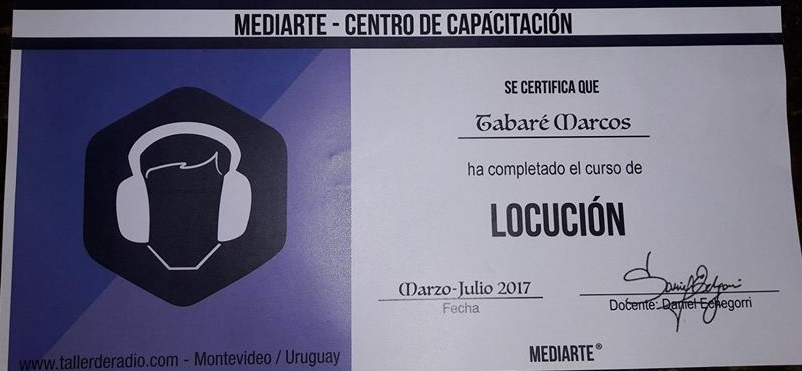 MEDIARTE - CENTRO DE CAPACITACIÓN
SE CERTIFICA QUE
Tabaré Marcos
ha completado el curso de
LOCUCIÓN
Marzo-Julio 2017
Fecha
Docente: Daniel Echegorri
MEDIARTE®
www.tallerderadio.com - Montevideo / Uruguay